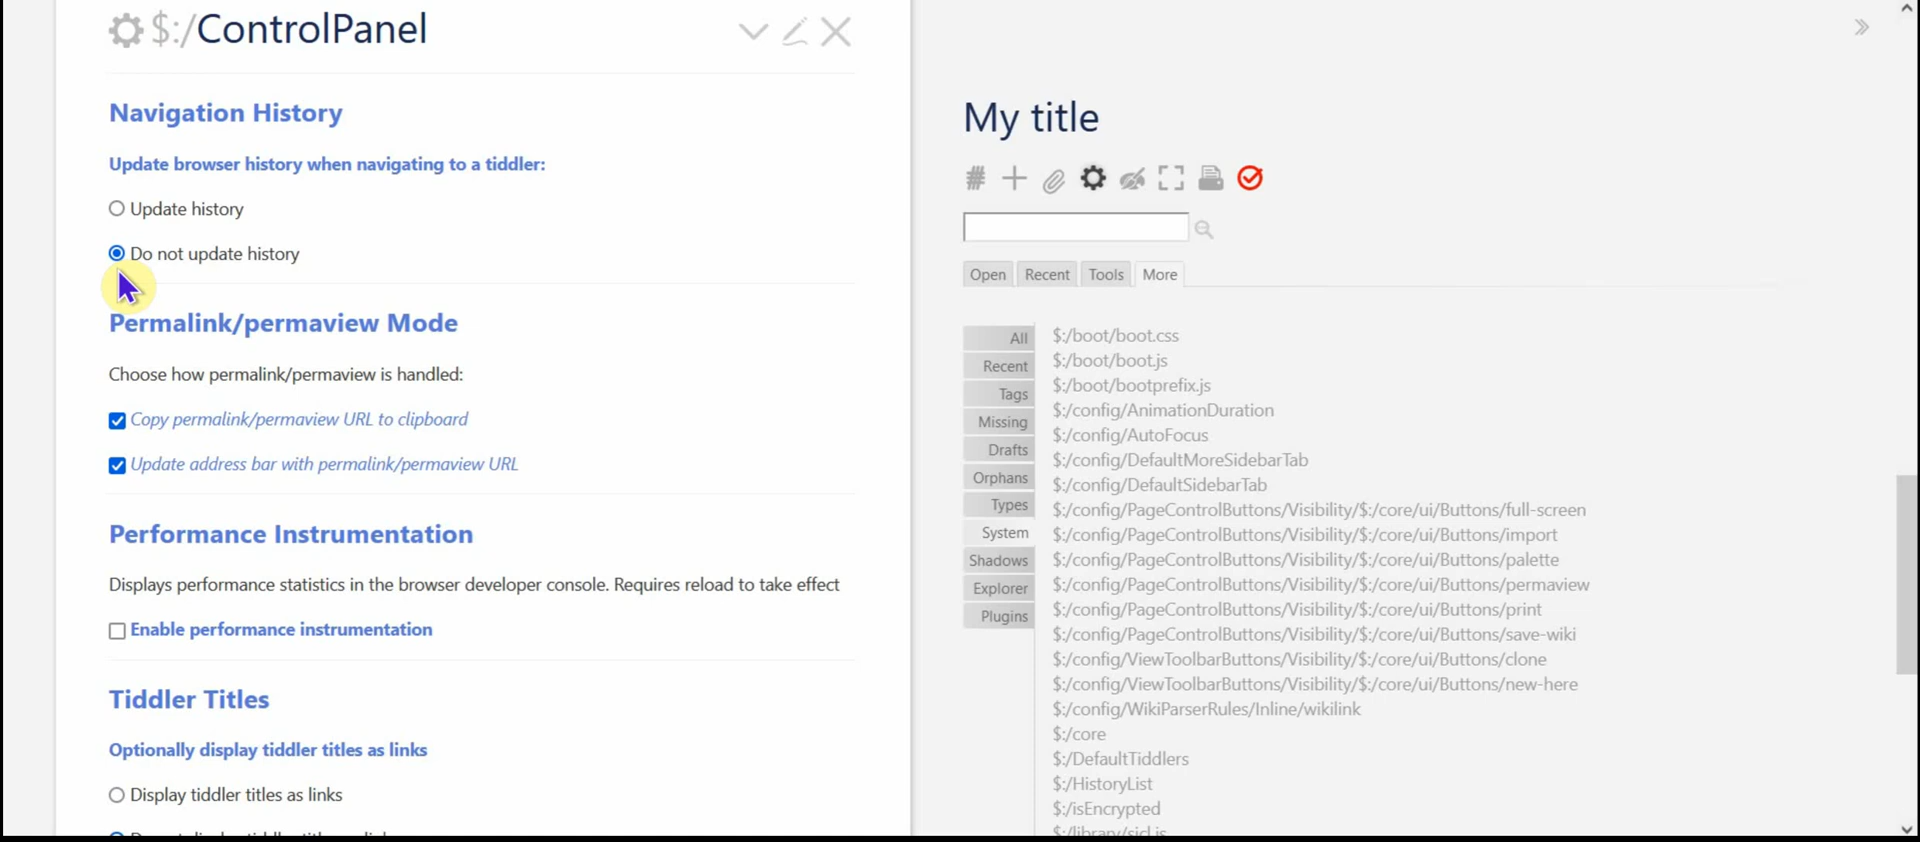 $:/ControlPanel
Navigation History
Update browser history when navigating to a tiddler:
Update history
Do not update history
Permalink/permaview Mode
Choose how permalink/permaview is handled:
Copy permalink/permaview URL to clipboard
Update address bar with permalink/permaview URL
Performance Instrumentation
Displays performance statistics in the browser developer console. Requires reload to take effect
Enable performance instrumentation
Tiddler Titles
Optionally display tiddler titles as links
Display tiddler titles as links
My title
Open Recent Tools More
All
Recent
Tags
Missing
Drafts
Orphans
Types
System
Shadows
Explorer
Plugins
$:/boot/boot.css
$:/boot/boot.js
$:/boot/bootprefix.js
$:/config/AnimationDuration
$:/config/AutoFocus
$:/config/DefaultMoreSidebarTab
$:/config/DefaultSidebarTab
$:/config/PageControlButtons/Visibility/$:/core/ui/Buttons/full-screen
$:/config/PageControlButtons/Visibility/$:/core/ui/Buttons/import
$:/config/PageControlButtons/Visibility/$:/core/ui/Buttons/palette
$:/config/PageControlButtons/Visibility/$:/core/ui/Buttons/permaview
$:/config/PageControlButtons/Visibility/$:/core/ui/Buttons/print
$:/config/PageControlButtons/Visibility/$:/core/ui/Buttons/save-wiki
$:/config/ViewToolbarButtons/Visibility/$:/core/ui/Buttons/clone
$:/config/ViewToolbarButtons/Visibility/$:/core/ui/Buttons/new-here
$:/config/WikiParserRules/Inline/wikilink
$:/core
$:/DefaultTiddlers
$:/HistoryList
$:/isEncrypted